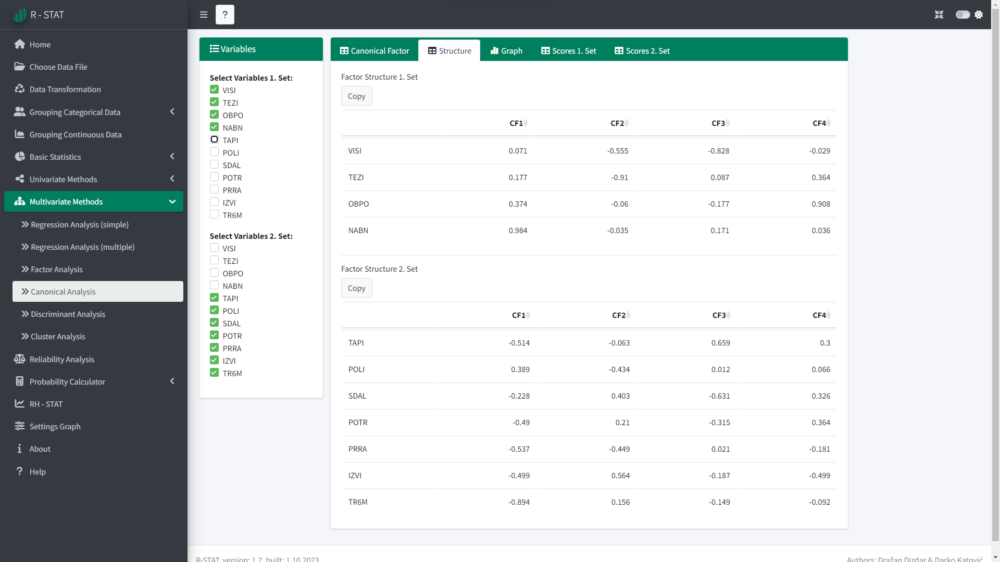 R - STAT
?
Home
Choose Data File
Data Transformation
Grouping Categorical Data
Grouping Continuous Data
Basic Statistics
Univariate Methods
Multivariate Methods
Regression Analysis (simple)
Regression Analysis (multiple)
Factor Analysis
Canonical Analysis
Discriminant Analysis
Cluster Analysis
Reliability Analysis
Probability Calculator
RH - STAT
Settings Graph
About
Help
Variables
Select Variables 1. Set:
VISI
TEZI
OBPO
NABN
TAPI
POLI
SDAL
POTR
PRRA
IZVI
TR6M
Select Variables 2. Set:
VISI
TEZI
OBPO
NABN
TAPI
POLI
SDAL
POTR
PRRA
IZVI
TR6M
Canonical Factor Structure Graph Scores 1. Set Scores 2. Set
Factor Structure 1. Set
Copy
CF1 CF2 CF3 CF4
VISI 0.071 -0.555 -0.828 -0.029
TEZI 0.177 -0.91 0.087 0.364
OBPO 0.374 -0.06 -0.177 0.908
NABN 0.984 -0.035 0.171 0.036
Factor Structure 2. Set
Copy
CF1 CF2 CF3 CF4
TAPI -0.514 -0.063 0.659 0.3
POLI 0.389 -0.434 0.012 0.066
SDAL -0.228 0.403 -0.631 0.326
POTR -0.49 0.21 -0.315 0.364
PRRA -0.537 -0.449 0.021 -0.181
IZVI -0.499 0.564 -0.187 -0.499
TR6M -0.894 0.156 -0.149 -0.092
R-STAT, version: 1.7, built: 1.10.2023 Authors: Dražan Dizdar & Darko Katović